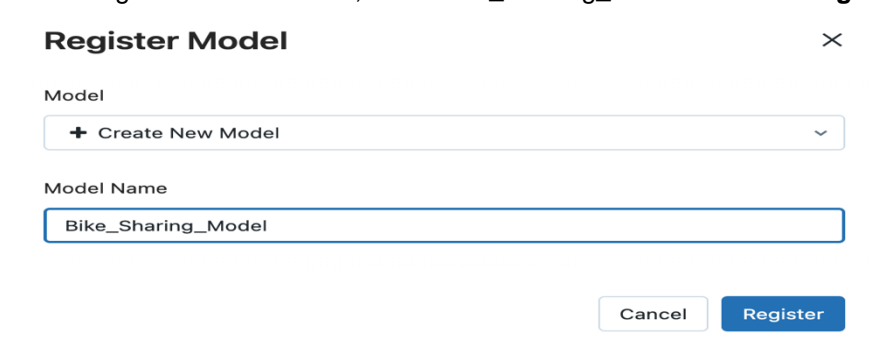 Register Model
Model
+ Create New Model
Model Name
Bike_Sharing_Model
Cancel Register